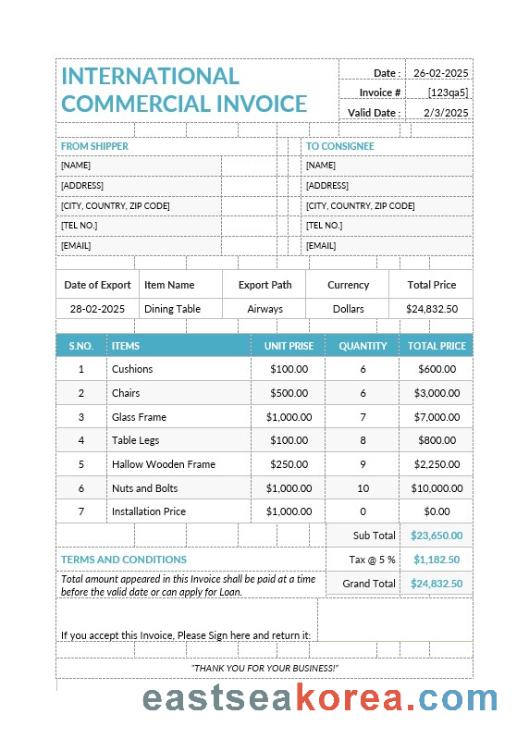 INTERNATIONAL
COMMERCIAL INVOICE
Date : 26-02-2025
Invoice # [123qa5]
Valid Date : 2/3/2025
FROM SHIPPER TO CONSIGNEE
[NAME] [NAME]
[ADDRESS] [ADDRESS]
[CITY, COUNTRY, ZIP CODE] [CITY, COUNTRY, ZIP CODE]
[TEL NO.] [TEL NO.]
[EMAIL] [EMAIL]
Date of Export Item Name Export Path Currency Total Price
28-02-2025 Dining Table Airways Dollars $24,832.50
S.NO. ITEMS UNIT PRISE QUANTITY TOTAL PRICE
1 Cushions $100.00 6 $600.00
2 Chairs $500.00 6 $3,000.00
3 Glass Frame $1,000.00 7 $7,000.00
4 Table Legs $100.00 8 $800.00
5 Hallow Wooden Frame $250.00 9 $2,250.00
6 Nuts and Bolts $1,000.00 10 $10,000.00
7 Installation Price $1,000.00 0 $0.00
Sub Total $23,650.00
TERMS AND CONDITIONS Tax @ 5 % $1,182.50
Total amount appeared in this Invoice shall be paid at a time
before the valid date or can apply for Loan.
Grand Total $24,832.50
If you accept this Invoice, Please Sign here and return it:
"THANK YOU FOR YOUR BUSINESS!"
eastseakorea.com